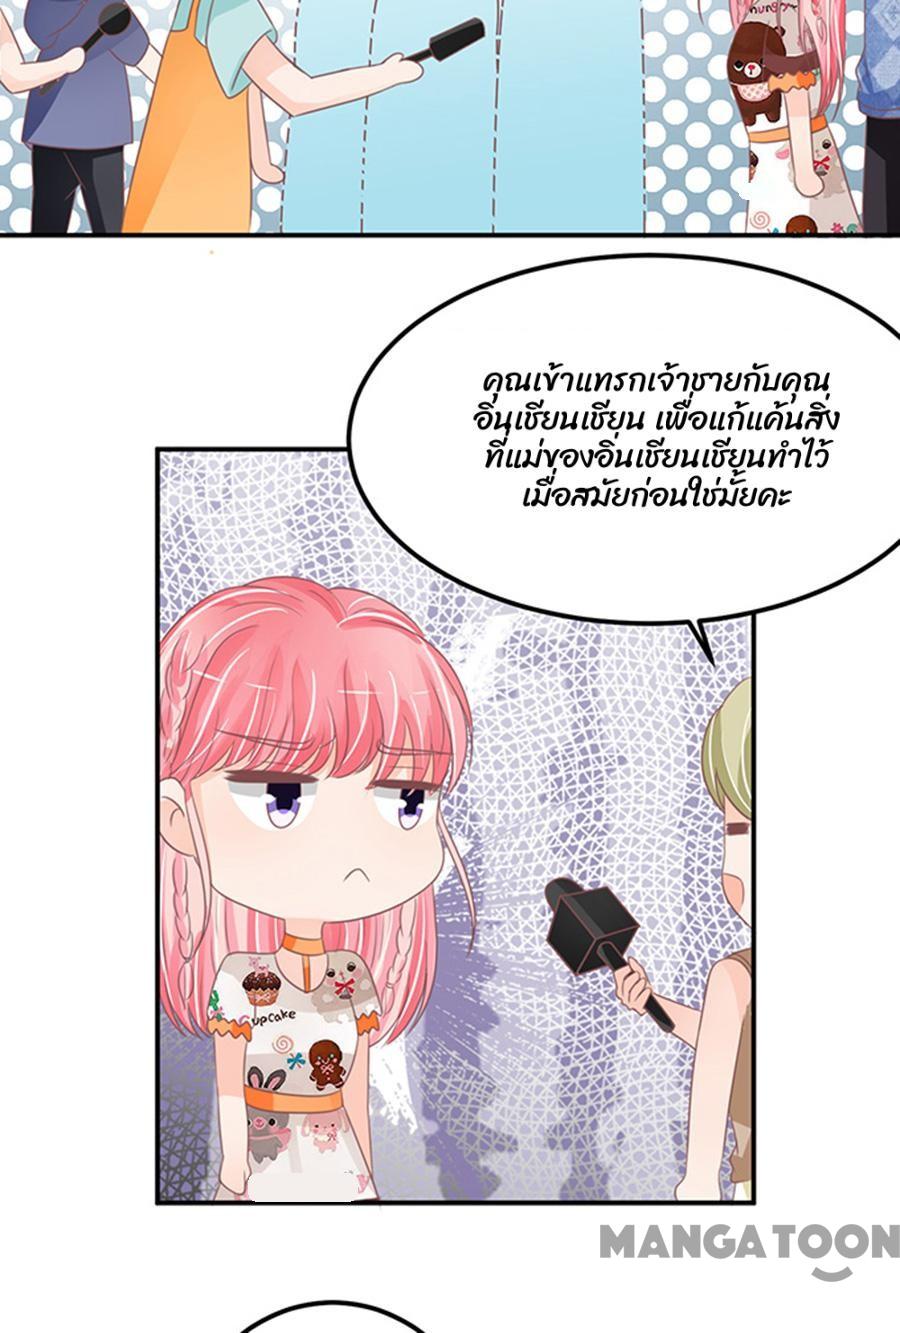 hungry
คุณเข้าแทรกเจ้าชายกับคุณ
อิ่นเชียนเชียน เพื่อแก้แค้นสิ่ง
ที่แม่ของอิ่นเชียนเชียนทำไว้
เมื่อสมัยก่อนใช่มั้ยคะ
Cupcake
MANGATOON